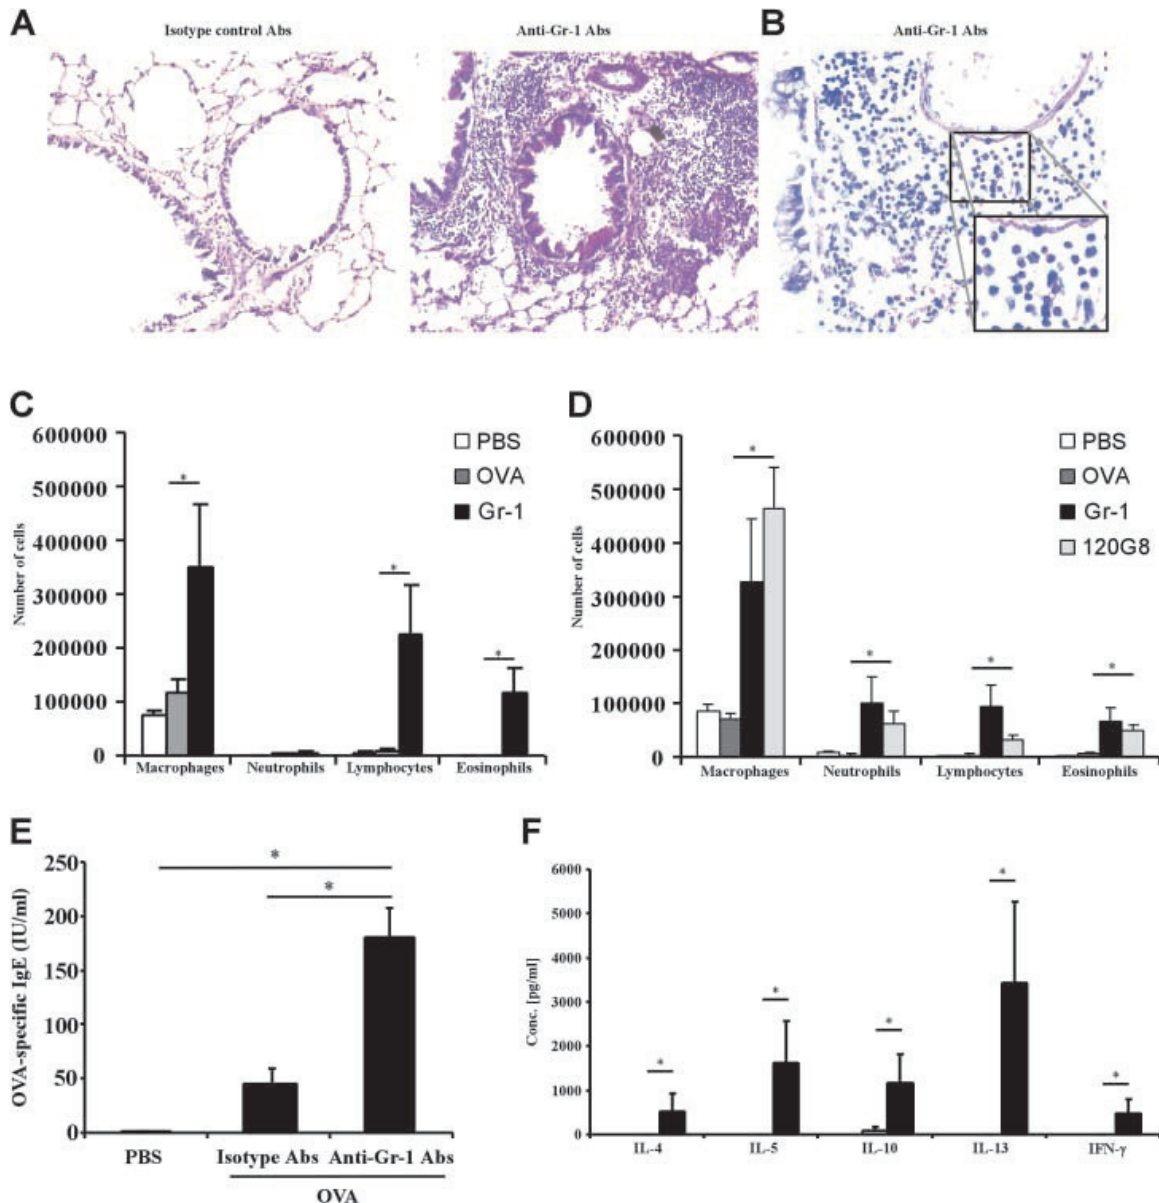 A
Isotype control Abs
Anti-Gr-1 Abs
B
Anti-Gr-1 Abs
C
Number of cells
600000
500000
400000
300000
200000
100000
0
*
*
*
PBS
OVA
Gr-1
Macrophages
Neutrophils
Lymphocytes
Eosinophils
D
Number of cells
600000
500000
400000
300000
200000
100000
0
*
*
*
*
PBS
OVA
Gr-1
120G8
Macrophages
Neutrophils
Lymphocytes
Eosinophils
E
OVA-specific IgE (IU/ml)
250
200
150
100
50
0
*
*
PBS
Isotype Abs
Anti-Gr-1 Abs
OVA
F
Conc. [pg/ml]
6000
5000
4000
3000
2000
1000
0
*
*
*
*
*
IL-4
IL-5
IL-10
IL-13
IFN-γ